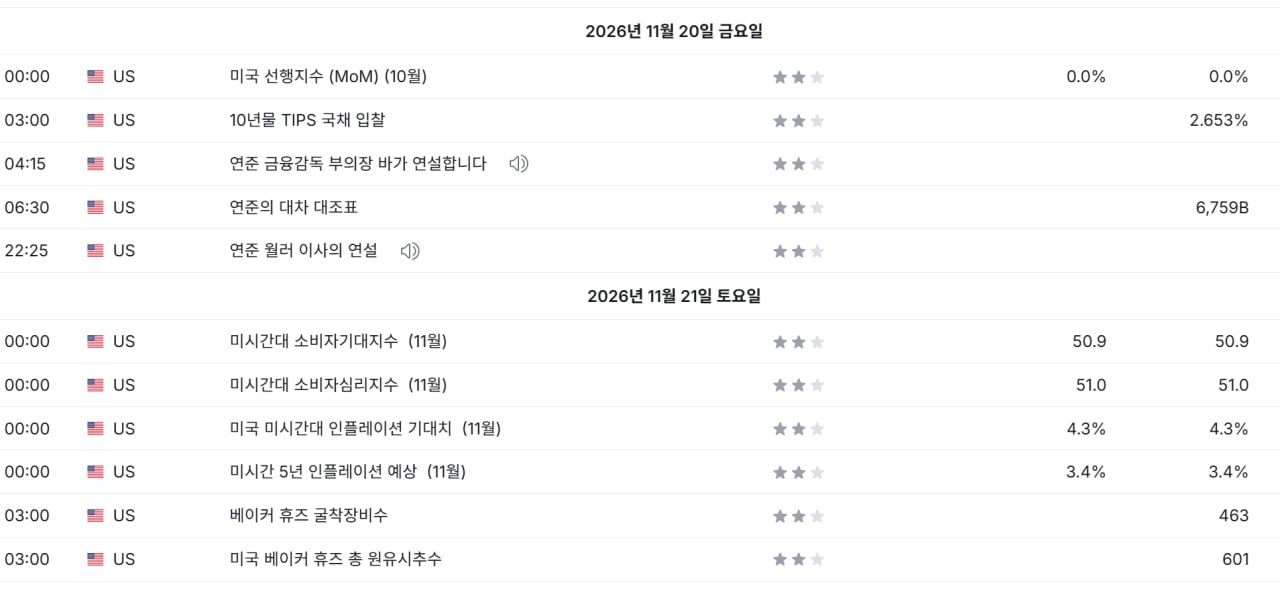 2026년 11월 20일 금요일
00:00 US 미국 선행지수 (MoM) (10월) 0.0% 0.0%
03:00 US 10년물 TIPS 국채 입찰 2.653%
04:15 US 연준 금융감독 부의장 바가 연설합니다
06:30 US 연준의 대차 대조표 6,759B
22:25 US 연준 월러 이사의 연설
2026년 11월 21일 토요일
00:00 US 미시간대 소비자기대지수 (11월) 50.9 50.9
00:00 US 미시간대 소비자심리지수 (11월) 51.0 51.0
00:00 US 미국 미시간대 인플레이션 기대치 (11월) 4.3% 4.3%
00:00 US 미시간 5년 인플레이션 예상 (11월) 3.4% 3.4%
03:00 US 베이커 휴즈 굴착장비수 463
03:00 US 미국 베이커 휴즈 총 원유시추수 601